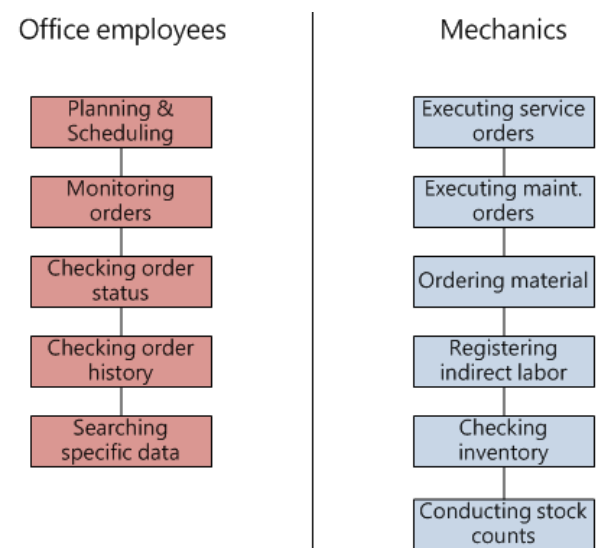 Office employees
Planning &
Scheduling
Monitoring
orders
Checking order
status
Checking order
history
Searching
specific data
Mechanics
Executing service
orders
Executing maint.
orders
Ordering material
Registering
indirect labor
Checking
inventory
Conducting stock
counts